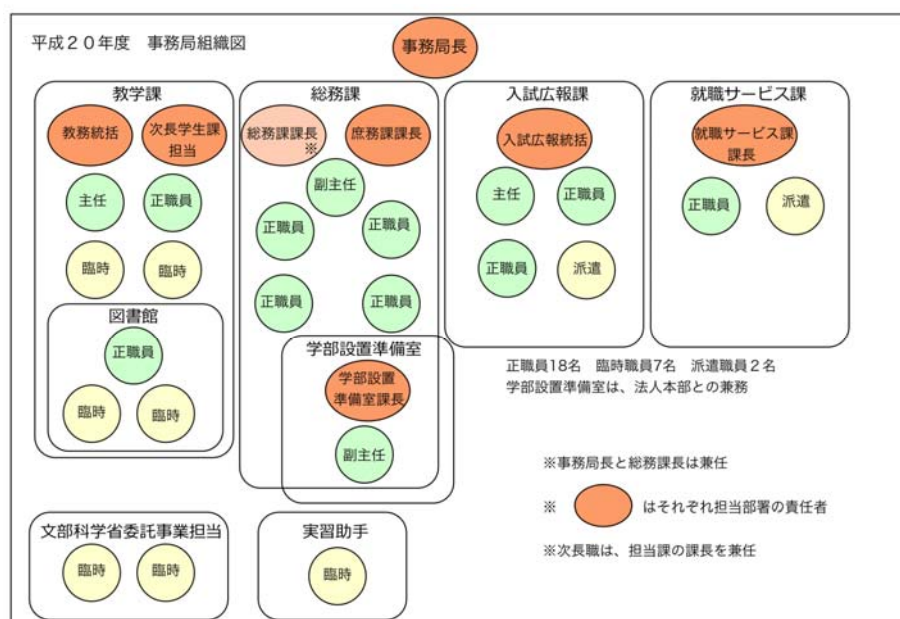 平成20年度　事務局組織図
事務局長
教学課
教務統括
次長学生課
担当
主任
正職員
臨時
臨時
図書館
正職員
臨時
臨時
総務課
総務課課長
※
庶務課課長
副主任
正職員
正職員
正職員
正職員
学部設置準備室
学部設置
準備室課長
副主任
入試広報課
入試広報統括
主任
正職員
正職員
派遣
就職サービス課
就職サービス課
課長
正職員
派遣
正職員18名　臨時職員7名　派遣職員2名
学部設置準備室は、法人本部との兼務
※事務局長と総務課長は兼任
※　はそれぞれ担当部署の責任者
※次長職は、担当課の課長を兼任
文部科学省委託事業担当
臨時
臨時
実習助手
臨時